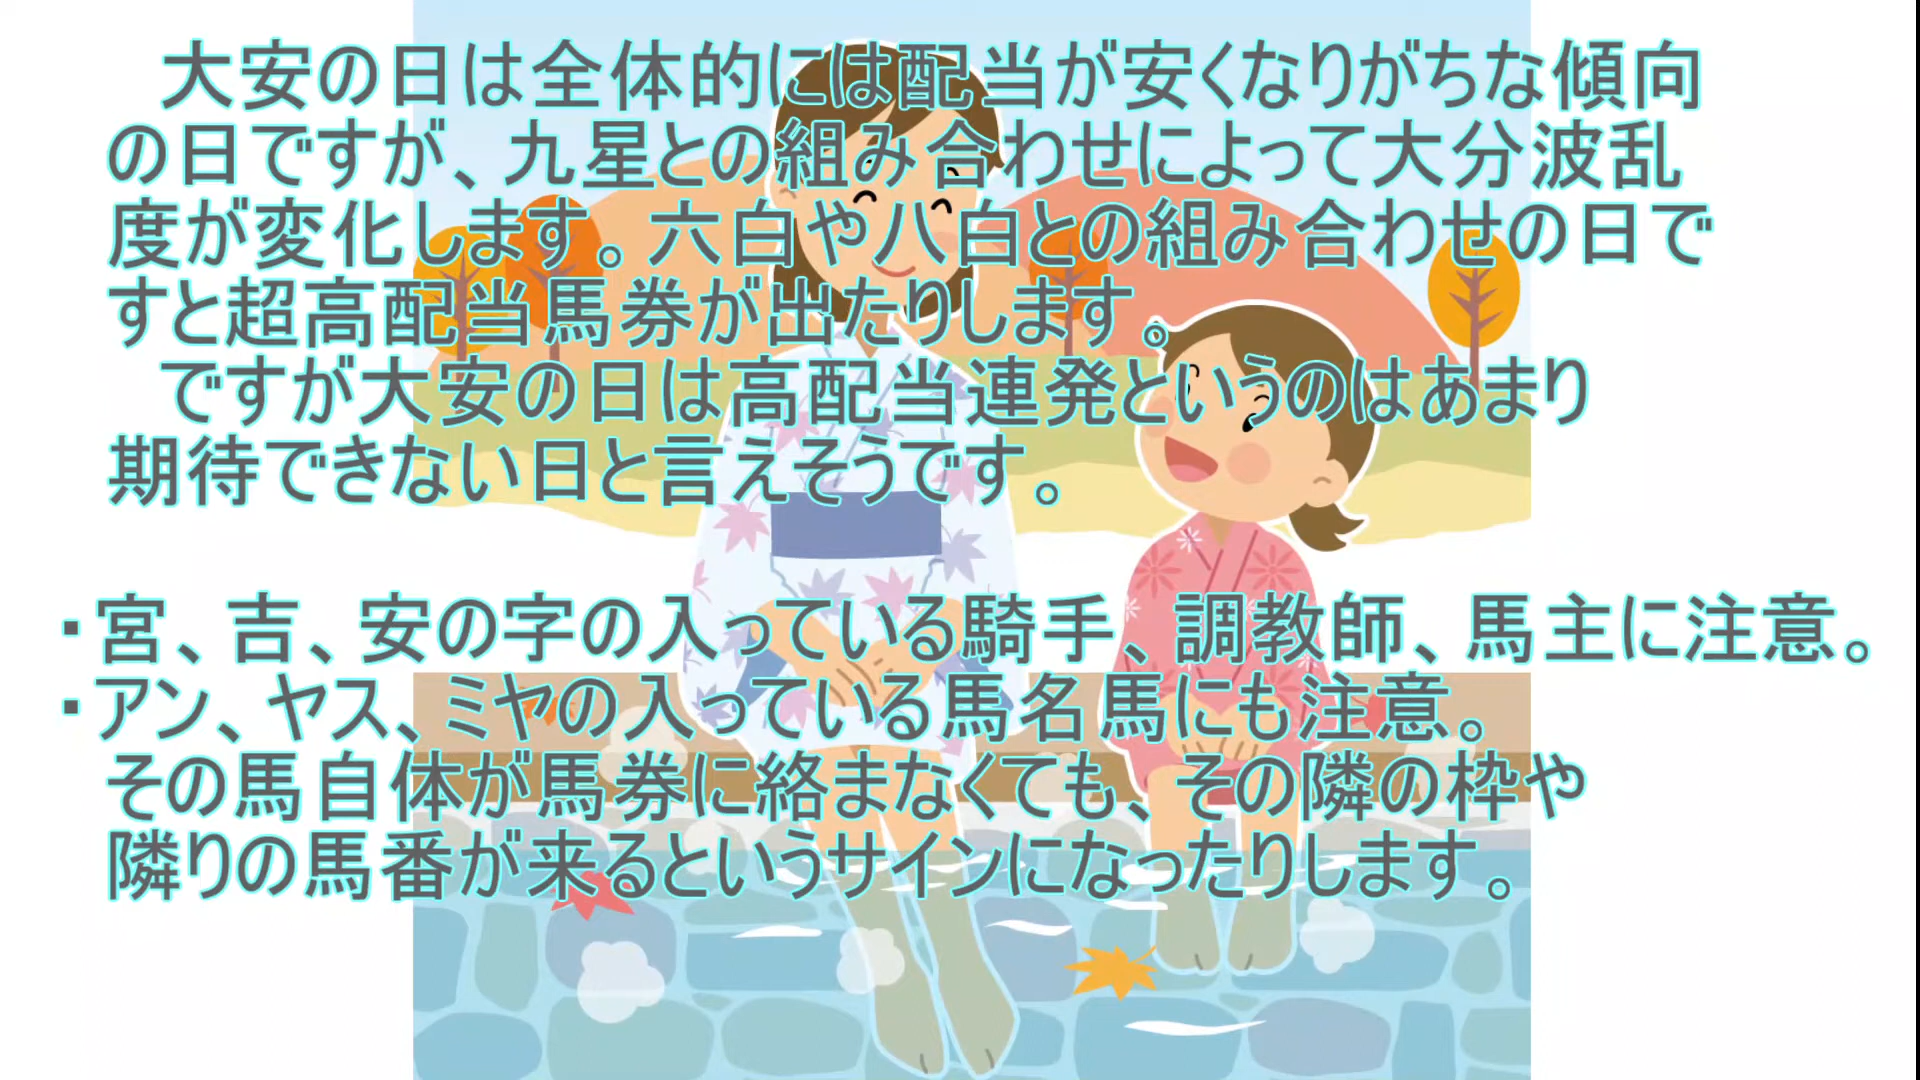 大安の日は全体的には配当が安くなりがちな傾向
の日ですが、九星との組み合わせによって大分波乱
度が変化します。六白や八白との組み合わせの日で
すと超高配当馬券が出たりします。
ですが大安の日は高配当連発というのはあまり
期待できない日と言えそうです。
・宮、吉、安の字の入っている騎手、調教師、馬主に注意。
・アン、ヤス、ミヤの入っている馬名馬にも注意。
その馬自体が馬券に絡まなくても、その隣の枠や
隣りの馬番が来るというサインになったりします。